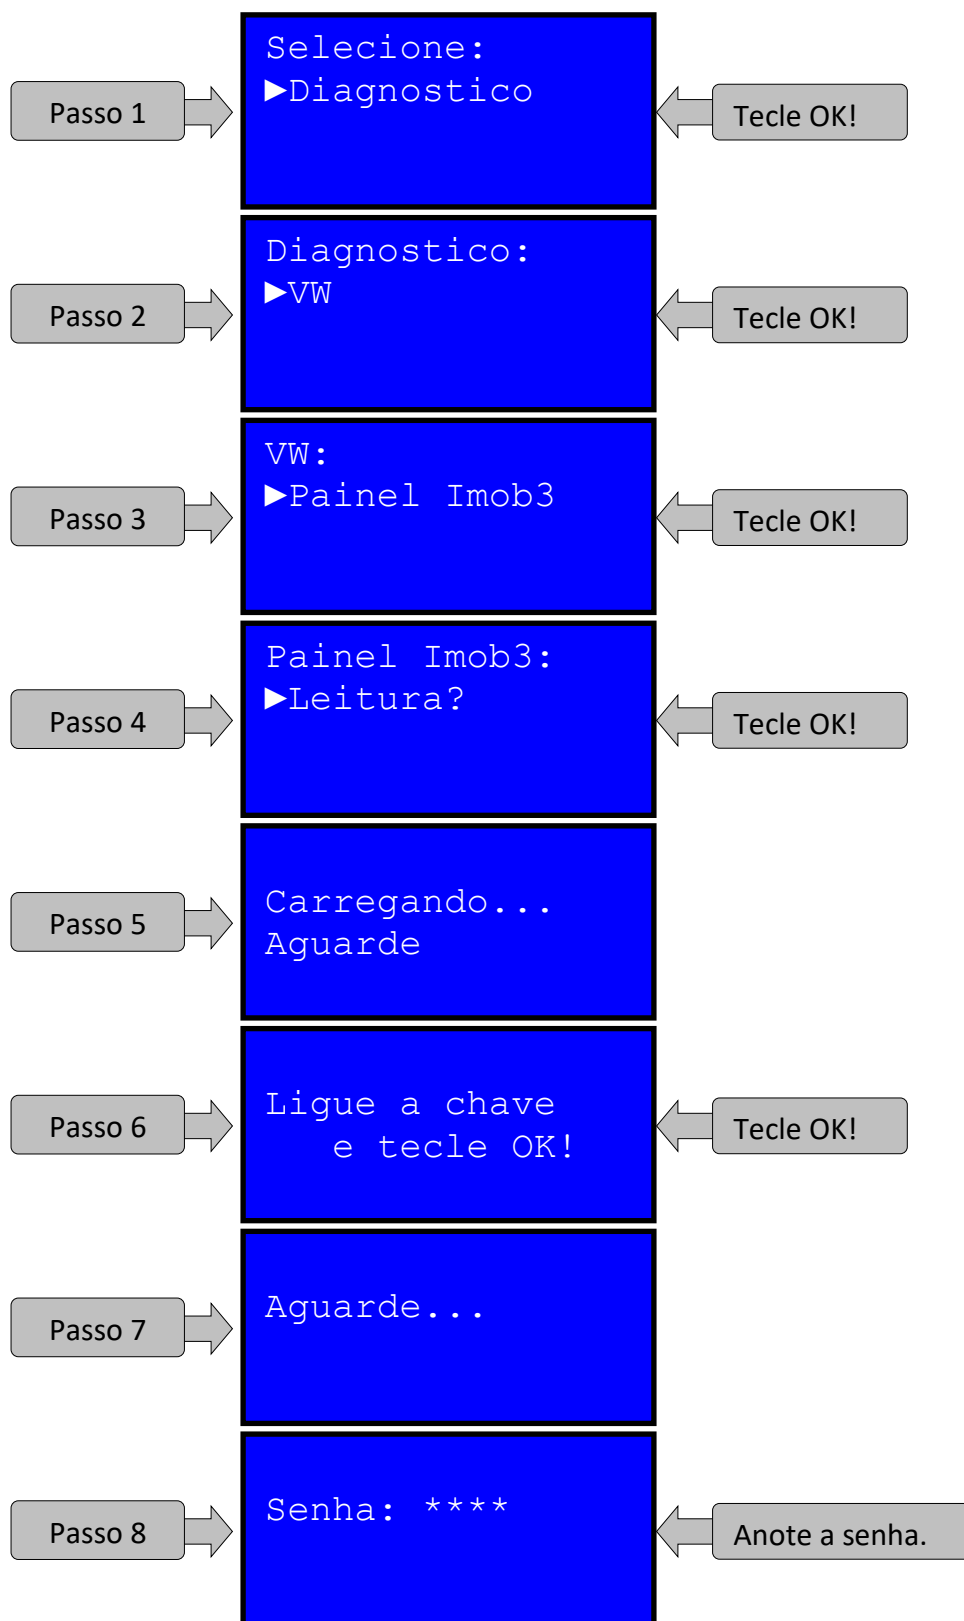 Passo 1
Selecione:
►Diagnostico
Tecle OK!
Passo 2
Diagnostico:
►VW
Tecle OK!
Passo 3
VW:
►Painel Imob3
Tecle OK!
Passo 4
Painel Imob3:
►Leitura?
Tecle OK!
Passo 5
Carregando...
Aguarde
Passo 6
Ligue a chave
e tecle OK!
Tecle OK!
Passo 7
Aguarde...
Passo 8
Senha: ****
Anote a senha.